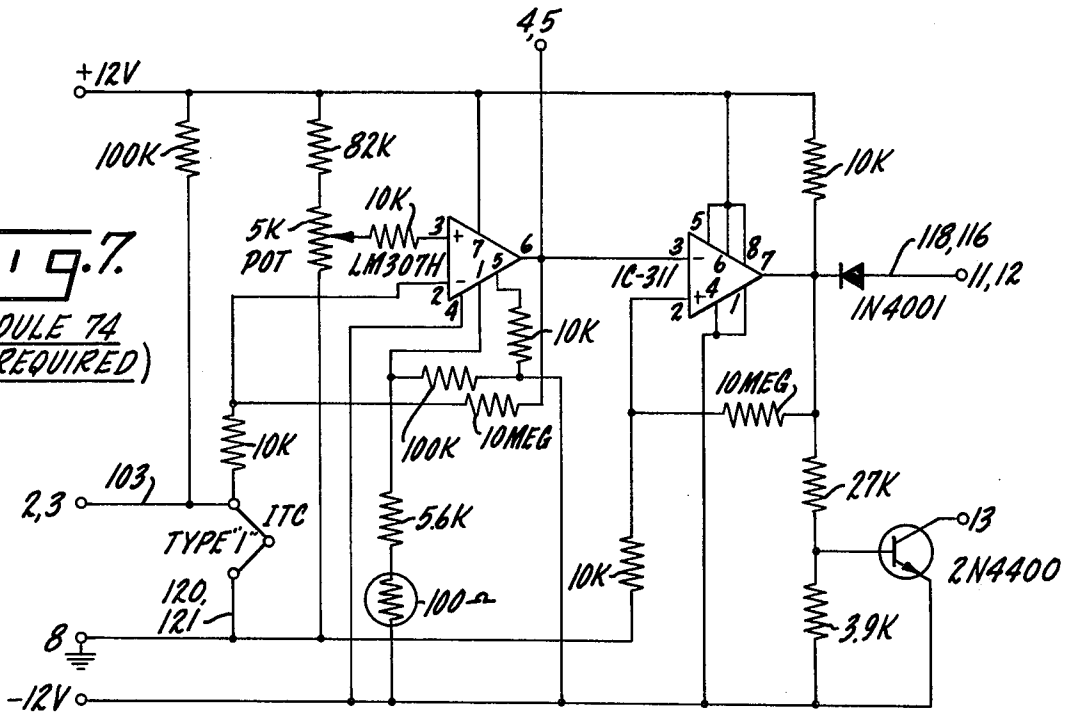 4,5
+12V
100K
82K
10K
5K
POT
10K
3
+
7
1
5
6
LM307H
2
-
4
10K
5
3
-
6
8
7
IC-311
+
4
2
1
118,116
11,12
1N4001
g.7.
DULE 74
REQUIRED)
10K
100K
10MEG
10MEG
103
2,3
ITC
TYPE "1"
120,
121
5.6K
100Ω
10K
27K
13
2N4400
3.9K
8
-12V